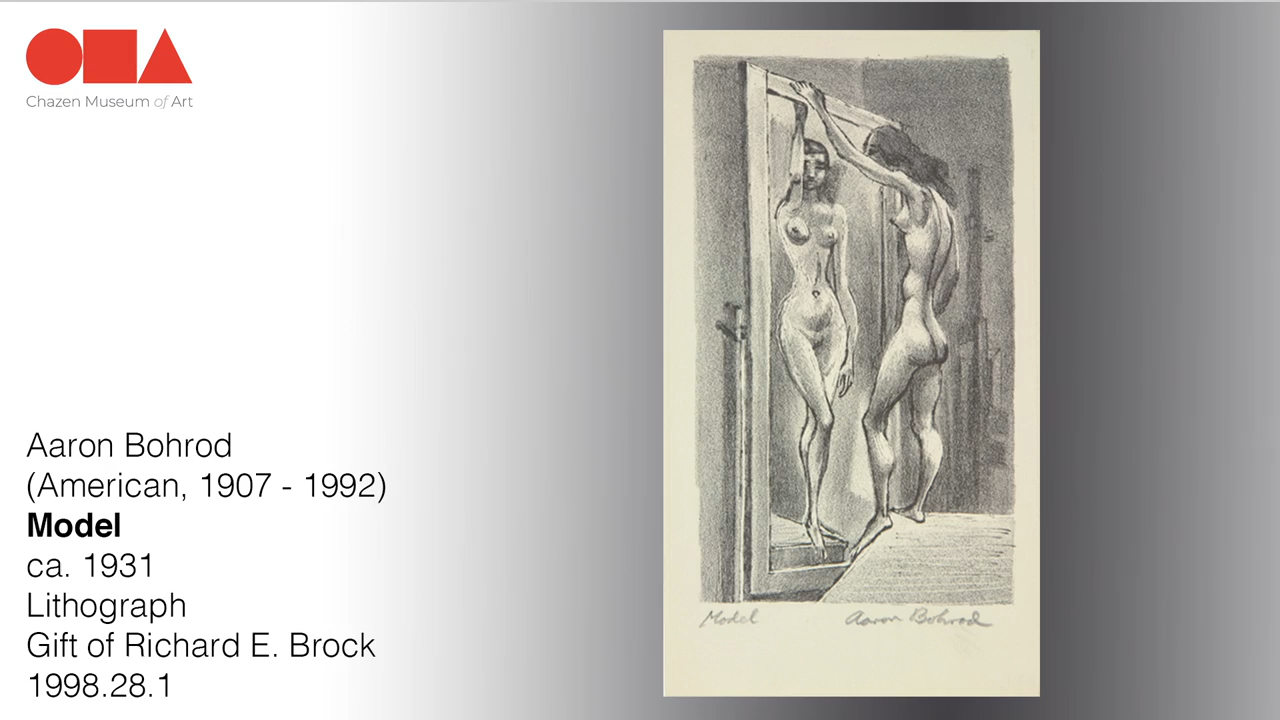 Chazen Museum of Art
Aaron Bohrod
(American, 1907 - 1992)
Model
ca. 1931
Lithograph
Gift of Richard E. Brock
1998.28.1
Model
Aaron Bohrod